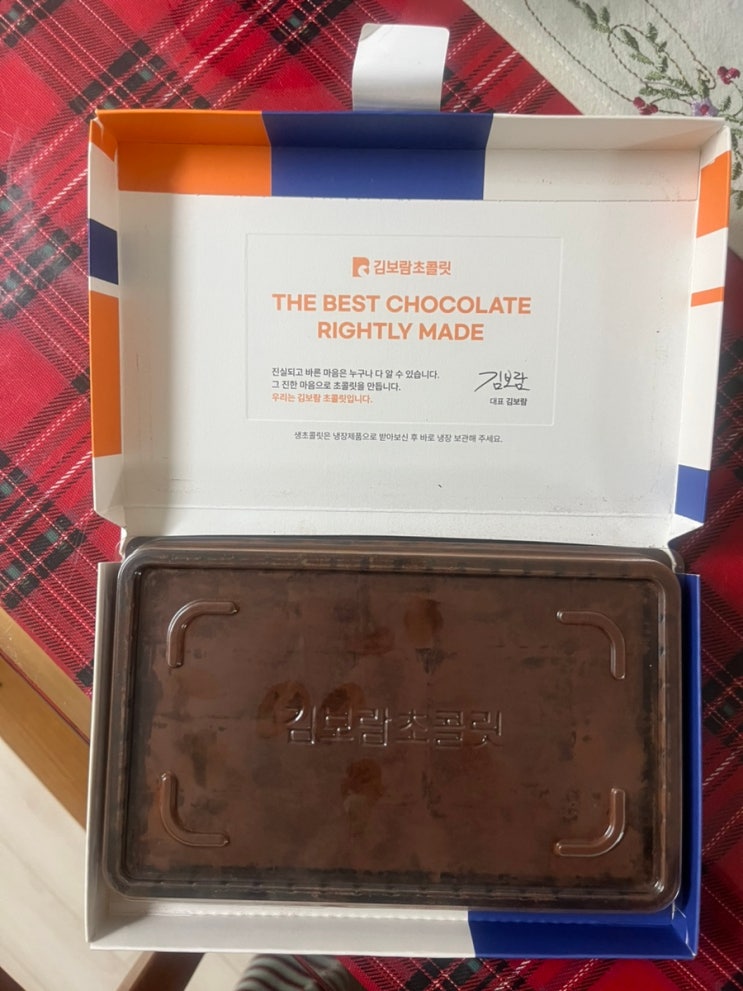 김보람초콜릿
THE BEST CHOCOLATE
RIGHTLY MADE
진실되고 바른 마음은 누구나 다 알 수 있습니다.
그 진한 마음으로 초콜릿을 만듭니다.
우리는 김보람 초콜릿입니다.
김보람
대표 김보람
생초콜릿은 냉장제품으로 받아보신 후 바로 냉장 보관해 주세요.
김보람초콜릿